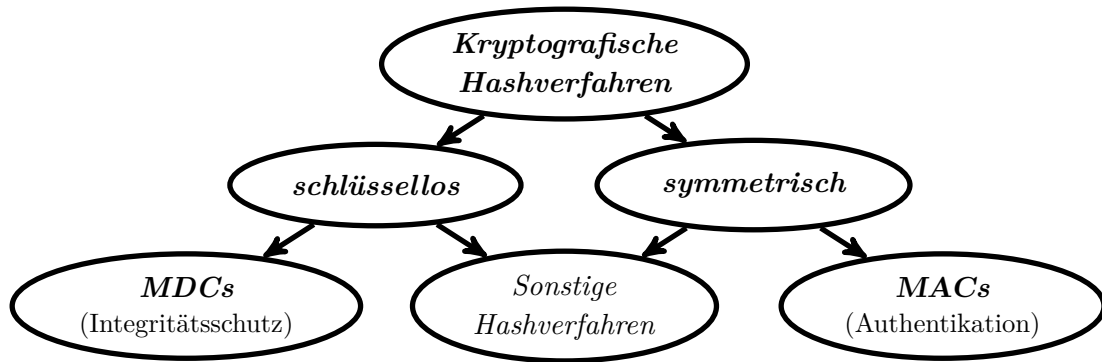 Kryptografische
Hashverfahren
schlüssellos
symmetrisch
MDCs
(Integritätsschutz)
Sonstige
Hashverfahren
MACs
(Authentikation)